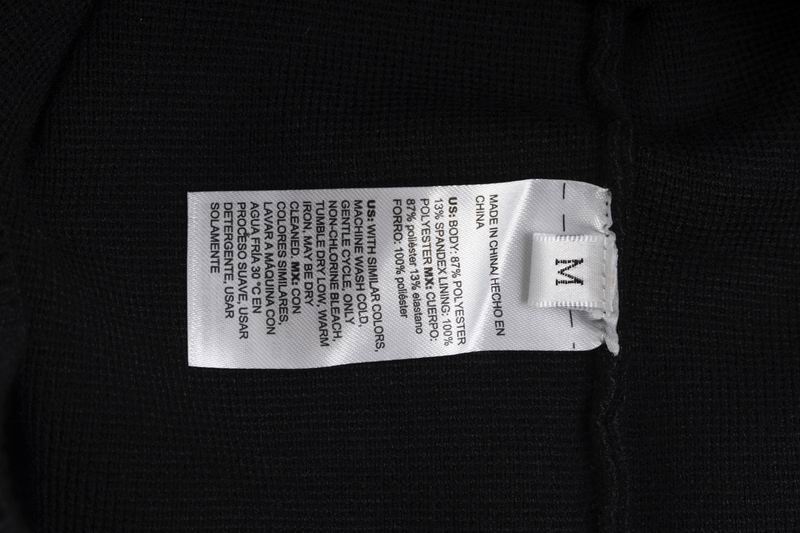 M
MADE IN CHINA/ HECHO EN
CHINA
US: BODY: 87% POLYESTER
13% SPANDEX LINING: 100%
POLYESTER MX: CUERPO:
87% poliéster 13% elastano
FORRO: 100% poliéster
US: WITH SIMILAR COLORS,
MACHINE WASH COLD,
GENTLE CYCLE, ONLY
NON-CHLORINE BLEACH,
TUMBLE DRY LOW, WARM
IRON, MAY BE DRY
CLEANED. MX: CON
COLORES SIMILARES,
LAVAR A MÁQUINA CON
AGUA FRÍA 30 °C EN
PROCESO SUAVE, USAR
DETERGENTE, USAR
SOLAMENTE